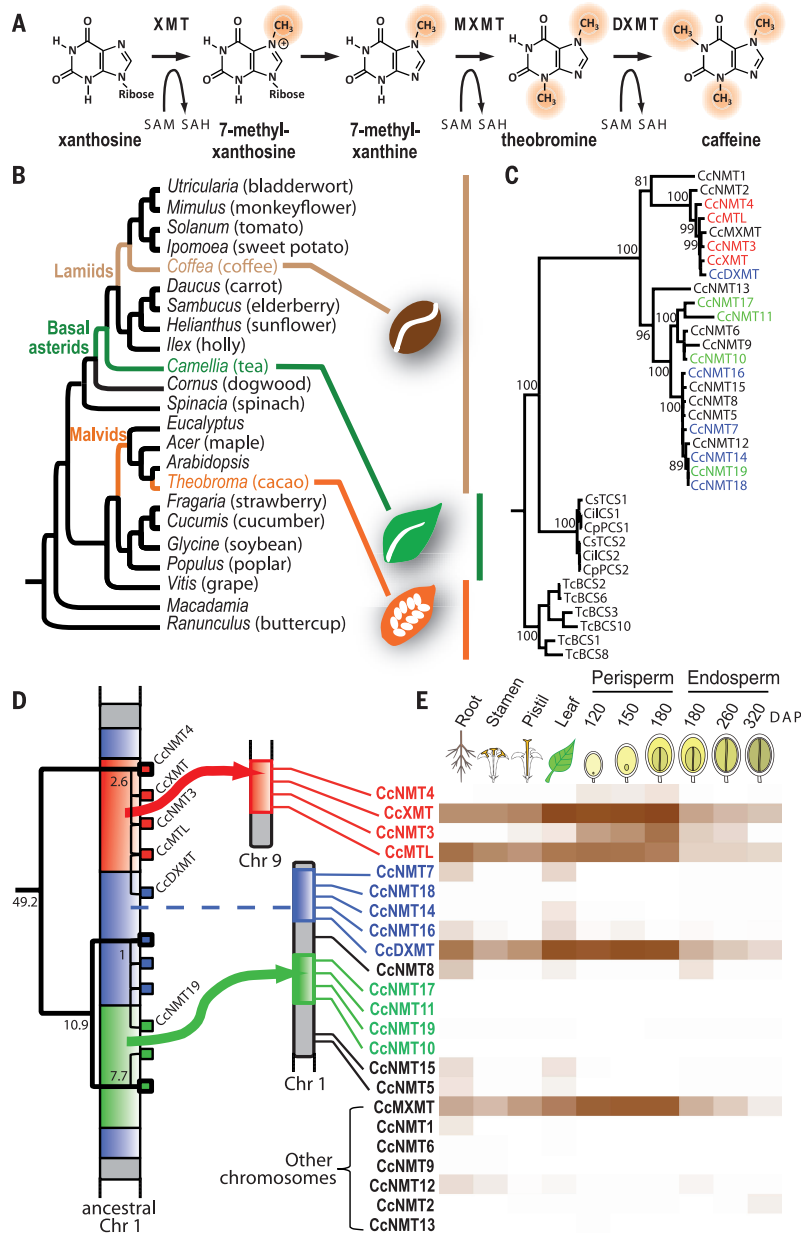 A
XMT
MXMT
DXMT
O
N
H
CH3
Ribose
SAM SAH
SAM SAH
SAM SAH
xanthosine
7-methyl-
xanthosine
7-methyl-
xanthine
theobromine
caffeine
B
Utricularia (bladderwort)
Mimulus (monkeyflower)
Solanum (tomato)
Ipomoea (sweet potato)
Lamiids
Coffea (coffee)
Daucus (carrot)
Sambucus (elderberry)
Helianthus (sunflower)
Ilex (holly)
Basal
asterids
Camellia (tea)
Cornus (dogwood)
Spinacia (spinach)
Eucalyptus
Malvids
Acer (maple)
Arabidopsis
Theobroma (cacao)
Fragaria (strawberry)
Cucumis (cucumber)
Glycine (soybean)
Populus (poplar)
Vitis (grape)
Macadamia
Ranunculus (buttercup)
C
81
100
99
99
100
96
100
100
100
89
100
100
100
CcNMT1
CcNMT2
CcNMT4
CcMTL
CcMXMT
CcNMT3
CcXMT
CcDXMT
CcNMT13
CcNMT17
CcNMT11
CcNMT6
CcNMT9
CcNMT10
CcNMT16
CcNMT15
CcNMT8
CcNMT5
CcNMT7
CcNMT12
CcNMT14
CcNMT19
CcNMT18
CsTCS1
CilCS1
CpPCS1
CsTCS2
CilCS2
CpPCS2
TcBCS2
TcBCS6
TcBCS3
TcBCS10
TcBCS1
TcBCS8
D
CcNMT4
CcXMT
CcNMT3
CcMTL
CcDXMT
CcNMT19
2.6
49.2
1
10.9
7.7
ancestral
Chr 1
Chr 9
Chr 1
E
Perisperm
Endosperm
Root
Stamen
Pistil
Leaf
120
150
180
180
260
320
DAP
CcNMT4
CcXMT
CcNMT3
CcMTL
CcNMT7
CcNMT18
CcNMT14
CcNMT16
CcDXMT
CcNMT8
CcNMT17
CcNMT11
CcNMT19
CcNMT10
CcNMT15
CcNMT5
CcMXMT
CcNMT1
CcNMT6
CcNMT9
CcNMT12
CcNMT2
CcNMT13
Other
chromosomes